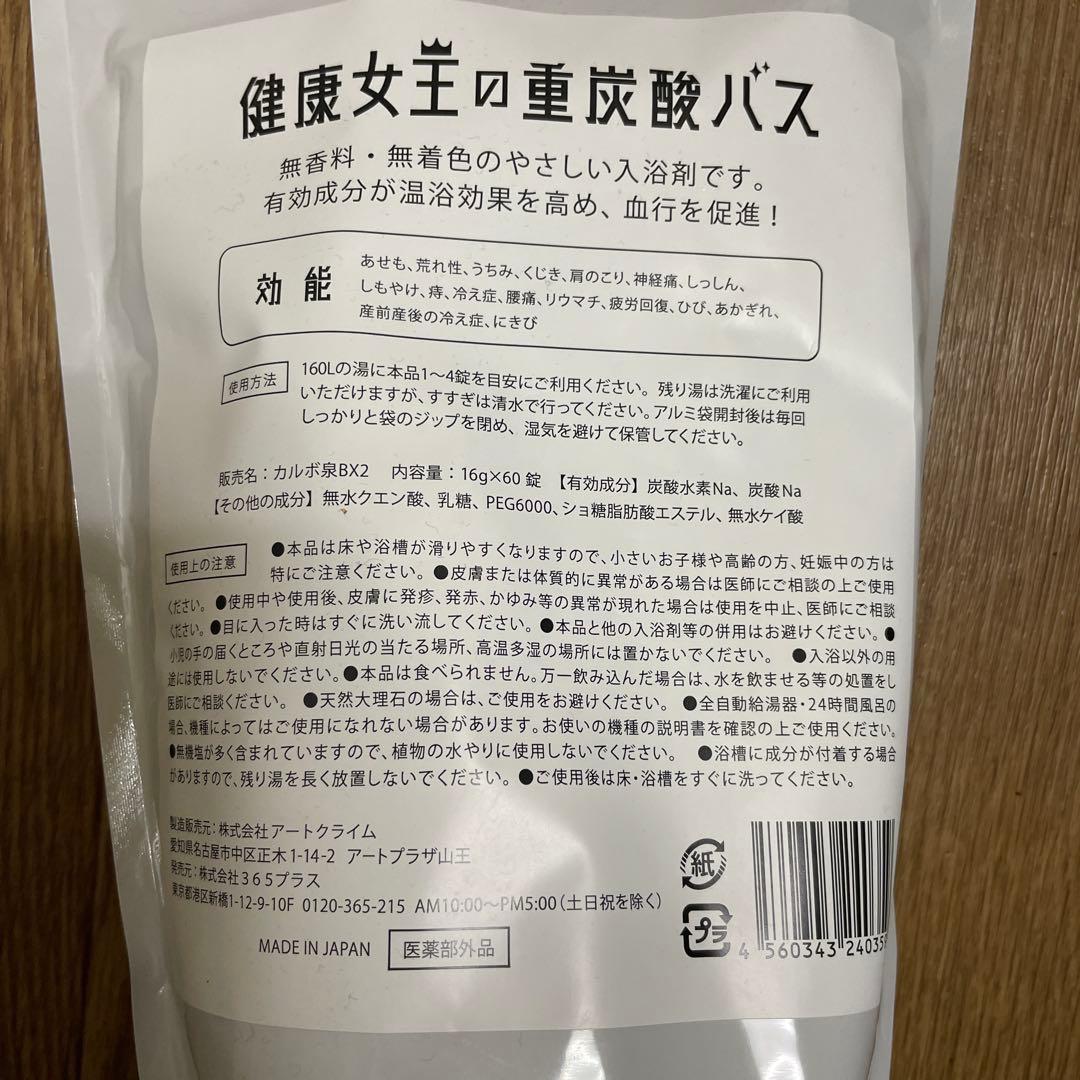 健康女王の重炭酸バス
無香料・無着色のやさしい入浴剤です。
有効成分が温浴効果を高め、血行を促進！
効能
あせも、荒れ性、うちみ、くじき、肩のこり、神経痛、しっしん、
しもやけ、痔、冷え症、腰痛、リウマチ、疲労回復、ひび、あかぎれ、
産前産後の冷え症、にきび
使用方法
160Lの湯に本品1〜4錠を目安にご利用ください。残り湯は洗濯にご利用
いただけますが、すすぎは清水で行ってください。アルミ袋開封後は毎回
しっかりと袋のジップを閉め、湿気を避けて保管してください。
販売名：カルボ泉BX2　内容量：16g×60錠　【有効成分】炭酸水素Na、炭酸Na
【その他の成分】無水クエン酸、乳糖、PEG6000、ショ糖脂肪酸エステル、無水ケイ酸
使用上の注意
●本品は床や浴槽が滑りやすくなりますので、小さいお子様や高齢の方、妊娠中の方は
特にご注意ください。●皮膚または体質的に異常がある場合は医師にご相談の上ご使用
ください。●使用中や使用後、皮膚に発疹、発赤、かゆみ等の異常が現れた場合は使用を中止、医師にご相談
ください。●目に入った時はすぐに洗い流してください。●本品と他の入浴剤等の併用はお避けください。●
小児の手の届くところや直射日光の当たる場所、高温多湿の場所には置かないでください。●入浴以外の用
途には使用しないでください。●本品は食べられません。万一飲み込んだ場合は、水を飲ませる等の処置をし
医師にご相談ください。●天然大理石の場合は、ご使用をお避けください。●全自動給湯器・24時間風呂の
場合、機種によってはご使用になれない場合があります。お使いの機種の説明書を確認の上ご使用ください。
●無機塩が多く含まれていますので、植物の水やりに使用しないでください。●浴槽に成分が付着する場合
がありますので、残り湯を長く放置しないでください。●ご使用後は床・浴槽をすぐに洗ってください。
製造販売元：株式会社アートクライム
愛知県名古屋市中区正木1-14-2 アートプラザ山王
発売元：株式会社３６５プラス
東京都港区新橋1-12-9-10F 0120-365-215 AM10:00〜PM5:00（土日祝を除く）
MADE IN JAPAN
医薬部外品
紙
プラ
4 560343 24035